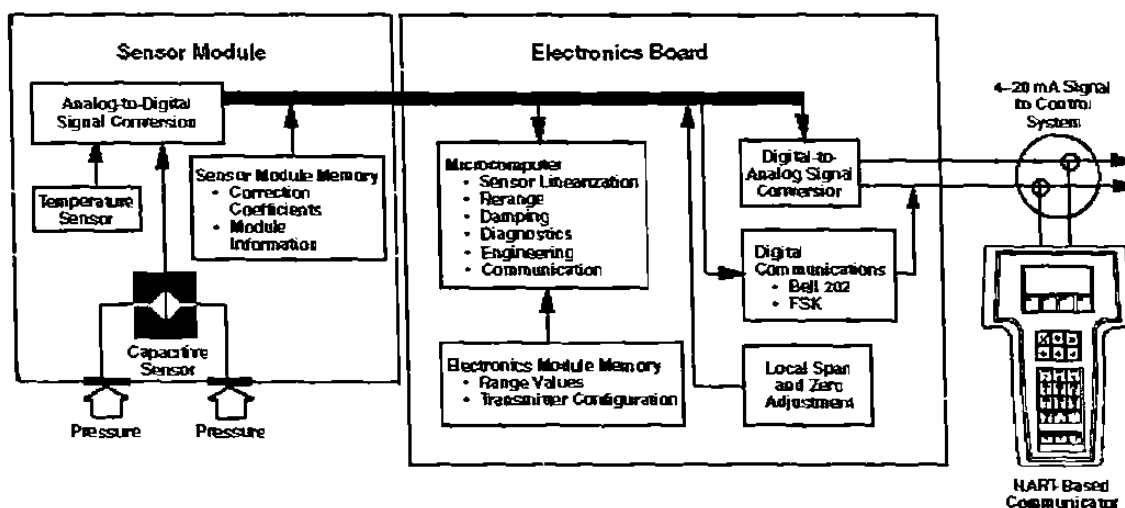 Sensor Module
Analog-to-Digital
Signal Conversion
Temperature
Sensor
Sensor Module Memory
• Correction
Coefficients
• Module
Information
Capacitive
Sensor
Pressure
Pressure
Electronics Board
Microcomputer
• Sensor Linearization
• Rerange
• Damping
• Diagnostics
• Engineering
• Communication
Electronics Module Memory
• Range Values
• Transmitter Configuration
Digital-to-
Analog Signal
Conversion
Digital
Communications
• Bell 202
• FSK
Local Span
and Zero
Adjustment
4–20 mA Signal
to Control
System
HART-Based
Communicator